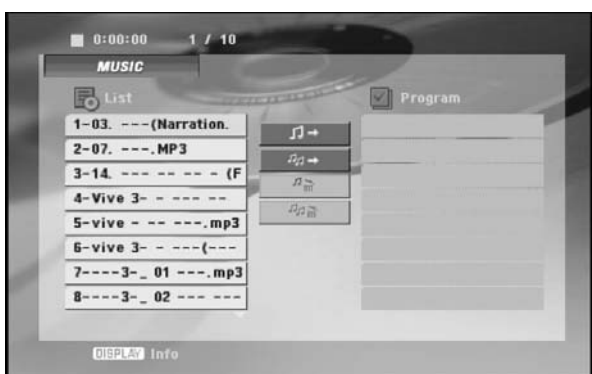 0:00:00 1 / 10
MUSIC
List
Program
1-03. ---(Narration.
2-07. ---.MP3
3-14. --- -- -- - (F
4-Vive 3- - --- --
5-vive - -- ---.mp3
6-vive 3- - ---(---
7----3-_ 01 ---.mp3
8----3-_ 02 --- ---
DISPLAY Info